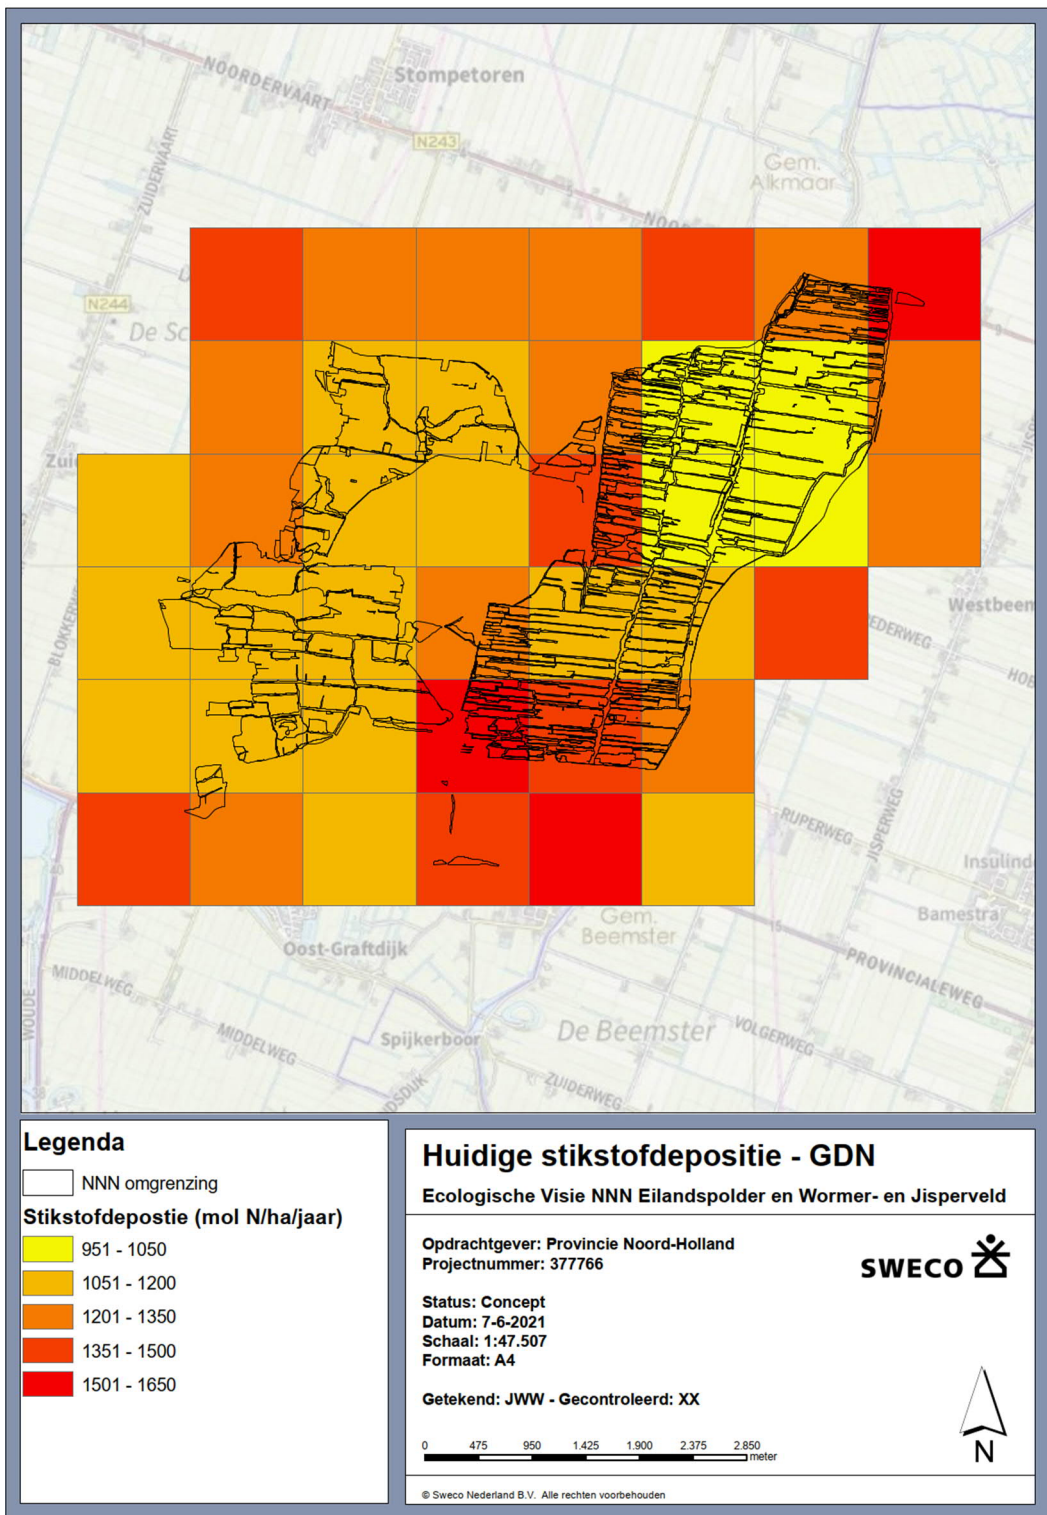 Stompetoren
NOORDERVAART
N243
ZUIDERVAART
Gem.
Alkmaar
N244
De Sc
Westbeem
EDERWEG
RIJPERWEG
JISPERWEG
Insulind
Bamestra
Gem.
Beemster
Oost-Graftdijk
PROVINCIALEWEG
MIDDELWEG
WOUDE
MIDDELWEG
Spijkerboor
De Beemster
VOLGERWEG
ZUIDERWEG
NDSDIJK
Legenda
NNN omgrenzing
Stikstofdepostie (mol N/ha/jaar)
951 - 1050
1051 - 1200
1201 - 1350
1351 - 1500
1501 - 1650
Huidige stikstofdepositie - GDN
Ecologische Visie NNN Eilandspolder en Wormer- en Jisperveld
Opdrachtgever: Provincie Noord-Holland
Projectnummer: 377766
SWECO
Status: Concept
Datum: 7-6-2021
Schaal: 1:47.507
Formaat: A4
Getekend: JWW - Gecontroleerd: XX
0 475 950 1.425 1.900 2.375 2.850
meter
N
© Sweco Nederland B.V. Alle rechten voorbehouden